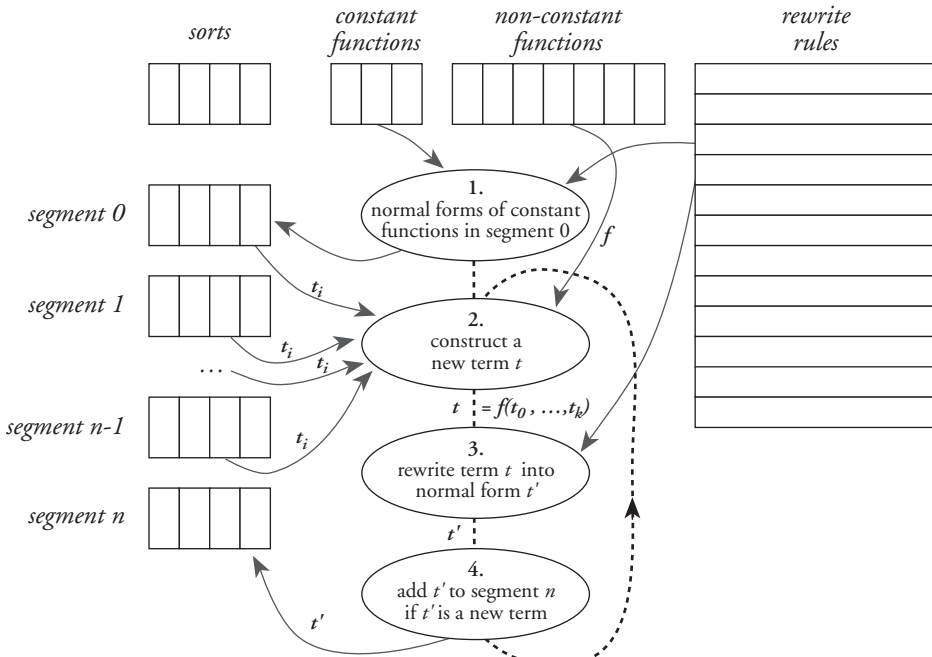 sorts
constant
functions
non-constant
functions
rewrite
rules
segment 0
1.
normal forms of constant
functions in segment 0
f
segment 1
t_i
2.
construct a
new term t
t_i
t_i
...
t = f(t_0 , ...,t_k)
segment n-1
t_i
3.
rewrite term t into
normal form t'
segment n
t'
4.
add t' to segment n
if t' is a new term
t'